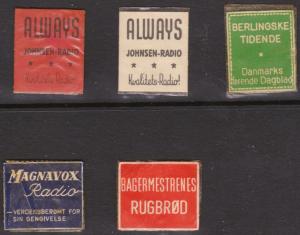 ALWAYS
JOHNSEN-RADIO
★ ★ ★
Kvalitets-Radio!
ALWAYS
JOHNSEN-RADIO
★ ★ ★
Kvalitets-Radio!
BERLINGSKE
TIDENDE
★
Danmarks
førende Dagblad
MAGNAVOX
Radio
—VERDENSBERØMT FOR
SIN GENGIVELSE.
BAGERMESTRENES
RUGBRØD